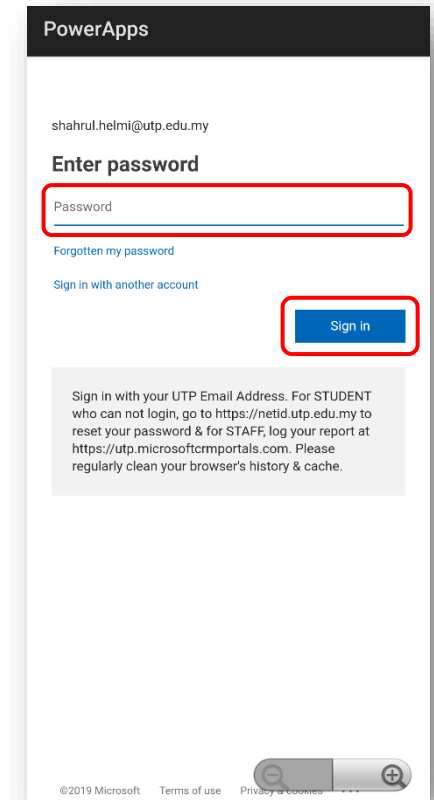 PowerApps
shahrul.helmi@utp.edu.my
Enter password
Password
Forgotten my password
Sign in with another account
Sign in
Sign in with your UTP Email Address. For STUDENT
who can not login, go to https://netid.utp.edu.my to
reset your password & for STAFF, log your report at
https://utp.microsoftcrmportals.com. Please
regularly clean your browser's history & cache.
©2019 Microsoft Terms of use Privacy & cookies ...